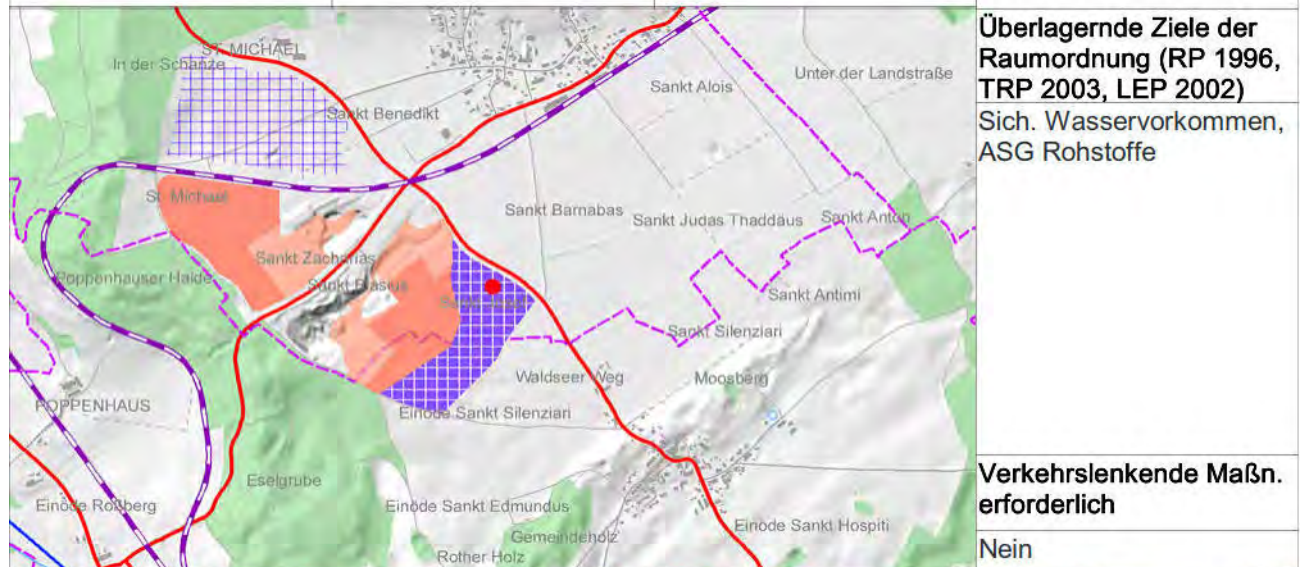 ST. MICHAEL
In der Schanze
Sankt Benedikt
Sankt Alois
Unter der Landstraße
St. Michael
Sankt Barnabas
Sankt Judas Thaddäus
Sankt Anton
Sankt Zacharias
Poppenhauser Halde
Sankt Blasius
Sankt Antimi
Sankt Silenziari
Waldseer Weg
Moosberg
POPPENHAUS
Einöde Sankt Silenziari
Eselgrube
Einöde Roßberg
Einöde Sankt Edmundus
Gemeindeholz
Einöde Sankt Hospiti
Rother Holz
Überlagernde Ziele der
Raumordnung (RP 1996,
TRP 2003, LEP 2002)
Sich. Wasservorkommen,
ASG Rohstoffe
Verkehrslenkende Maßn.
erforderlich
Nein